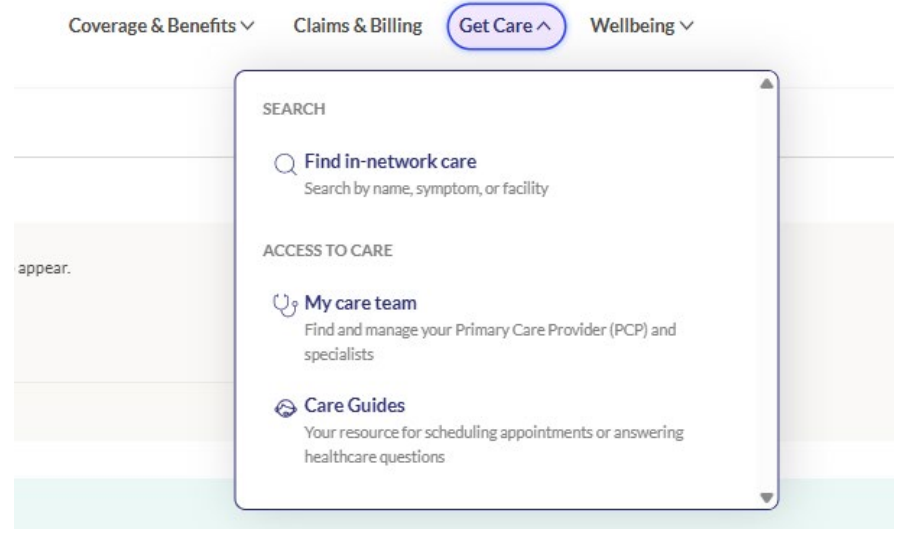 Coverage & Benefits
Claims & Billing
Get Care
Wellbeing
SEARCH
Find in-network care
Search by name, symptom, or facility
ACCESS TO CARE
appear.
My care team
Find and manage your Primary Care Provider (PCP) and
specialists
Care Guides
Your resource for scheduling appointments or answering
healthcare questions